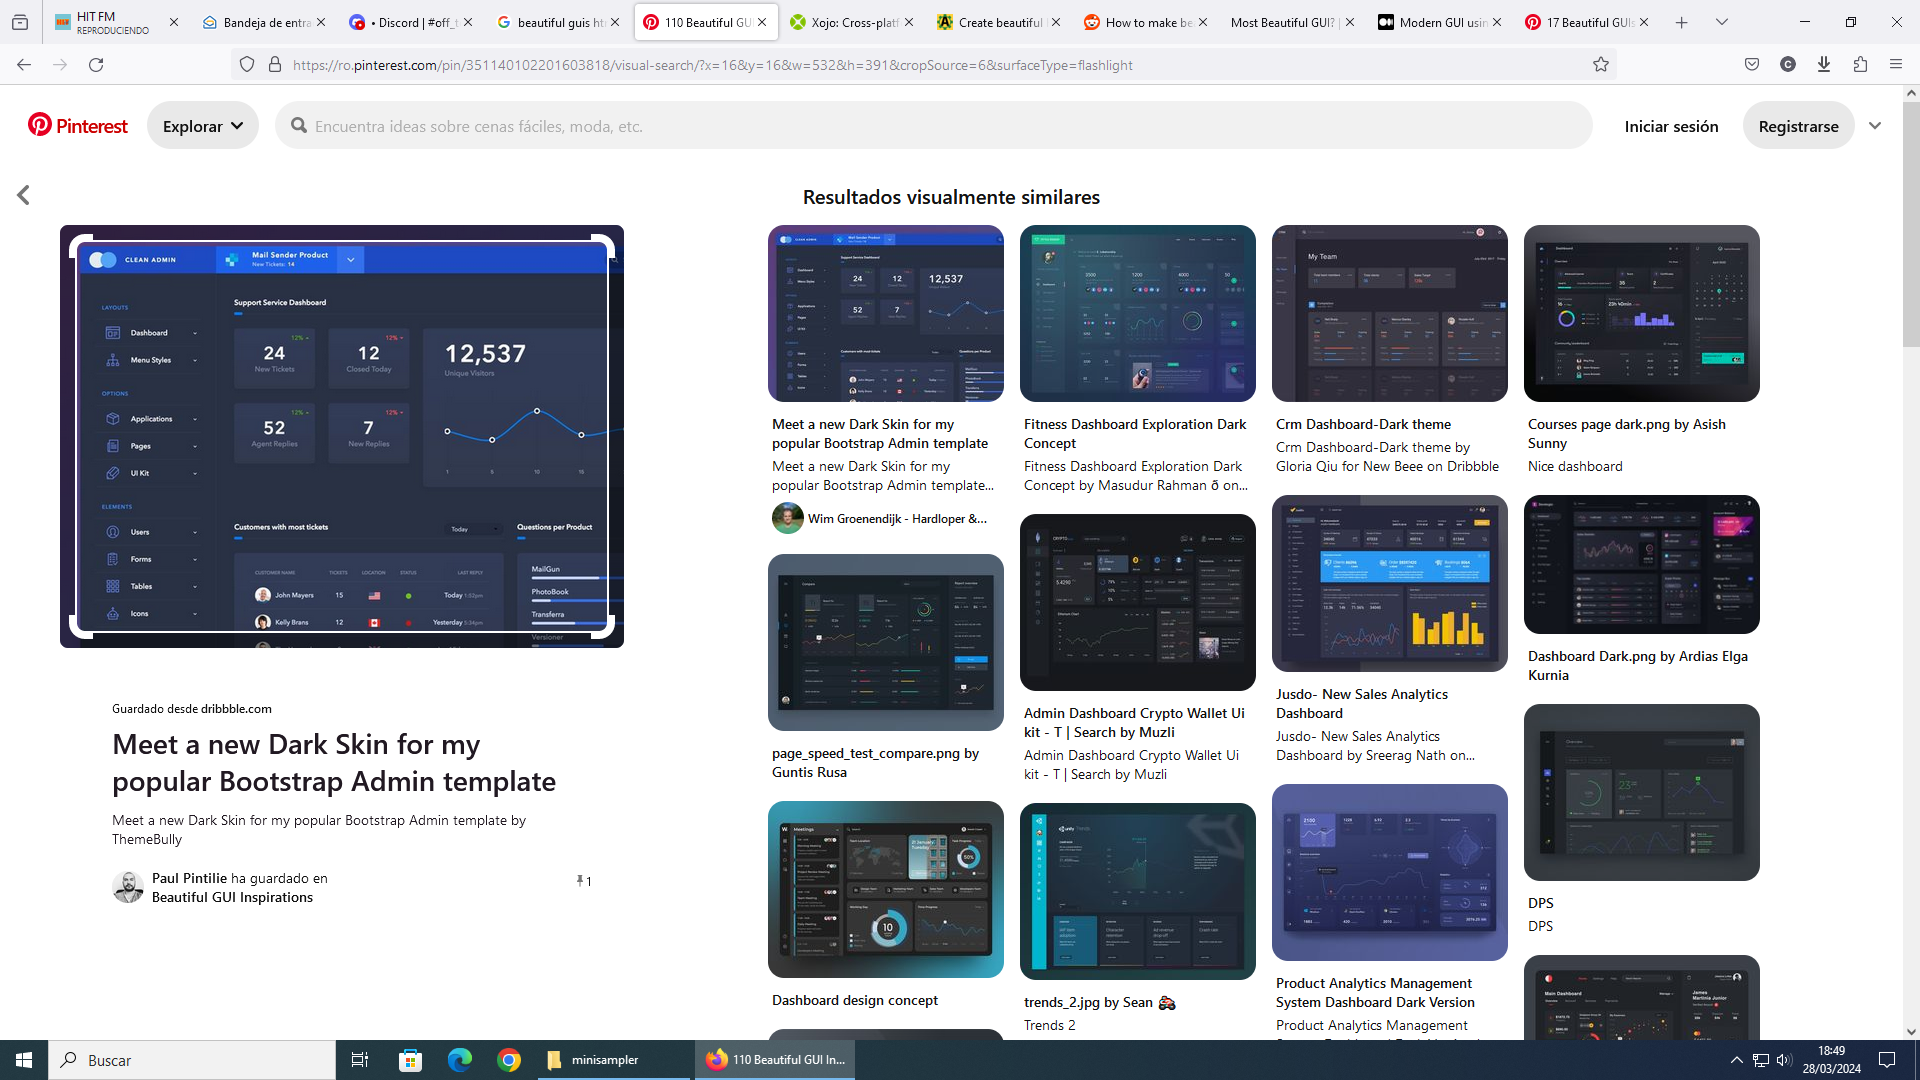 HIT FM
REPRODUCIENDO
Bandeja de entra
• Discord | #off_t
beautiful guis ht
110 Beautiful GUI
Xojo: Cross-platf
Create beautiful
How to make be
Most Beautiful GUI? |
Modern GUI usin
17 Beautiful GUIs
https://ro.pinterest.com/pin/351140102201603818/visual-search/?x=16&y=16&w=532&h=391&cropSource=6&surfaceType=flashlight
Pinterest
Explorar
Encuentra ideas sobre cenas fáciles, moda, etc.
Iniciar sesión
Registrarse
Resultados visualmente similares
CLEAN ADMIN
Mail Sender Product
New Tickets: 14
LAYOUTS
Dashboard
Menu Styles
OPTIONS
Applications
Pages
UI Kit
ELEMENTS
Users
Forms
Tables
Icons
Support Service Dashboard
12%
24
New Tickets
12%
12
Closed Today
12%
52
Agent Replies
12%
7
New Replies
12,537
Unique Visitors
1
10
15
Customers with most tickets
Today
Questions per Product
CUSTOMER NAME
TICKETS
LOCATION
STATUS
LAST REPLY
John Mayers
15
Today 1:52pm
Kelly Brans
12
Yesterday 5:34pm
MailGun
PhotoBook
Transferra
Versioner
Guardado desde dribbble.com
Meet a new Dark Skin for my
popular Bootstrap Admin template
Meet a new Dark Skin for my popular Bootstrap Admin template by
ThemeBully
Paul Pintilie ha guardado en
Beautiful GUI Inspirations
1
Meet a new Dark Skin for my
popular Bootstrap Admin template
Meet a new Dark Skin for my
popular Bootstrap Admin template...
Wim Groenendijk - Hardloper &...
page_speed_test_compare.png by
Guntis Rusa
Dashboard design concept
Fitness Dashboard Exploration Dark
Concept
Fitness Dashboard Exploration Dark
Concept by Masudur Rahman ð on...
Admin Dashboard Crypto Wallet Ui
kit - T | Search by Muzli
Admin Dashboard Crypto Wallet Ui
kit - T | Search by Muzli
trends_2.jpg by Sean
Trends 2
My Team
Crm Dashboard-Dark theme
Crm Dashboard-Dark theme by
Gloria Qiu for New Beee on Dribbble
Jusdo- New Sales Analytics
Dashboard
Jusdo- New Sales Analytics
Dashboard by Sreerag Nath on...
Product Analytics Management
System Dashboard Dark Version
Product Analytics Management
Courses page dark.png by Asish
Sunny
Nice dashboard
Dashboard Dark.png by Ardias Elga
Kurnia
DPS
DPS
Buscar
minisampler
110 Beautiful GUI In...
18:49
28/03/2024